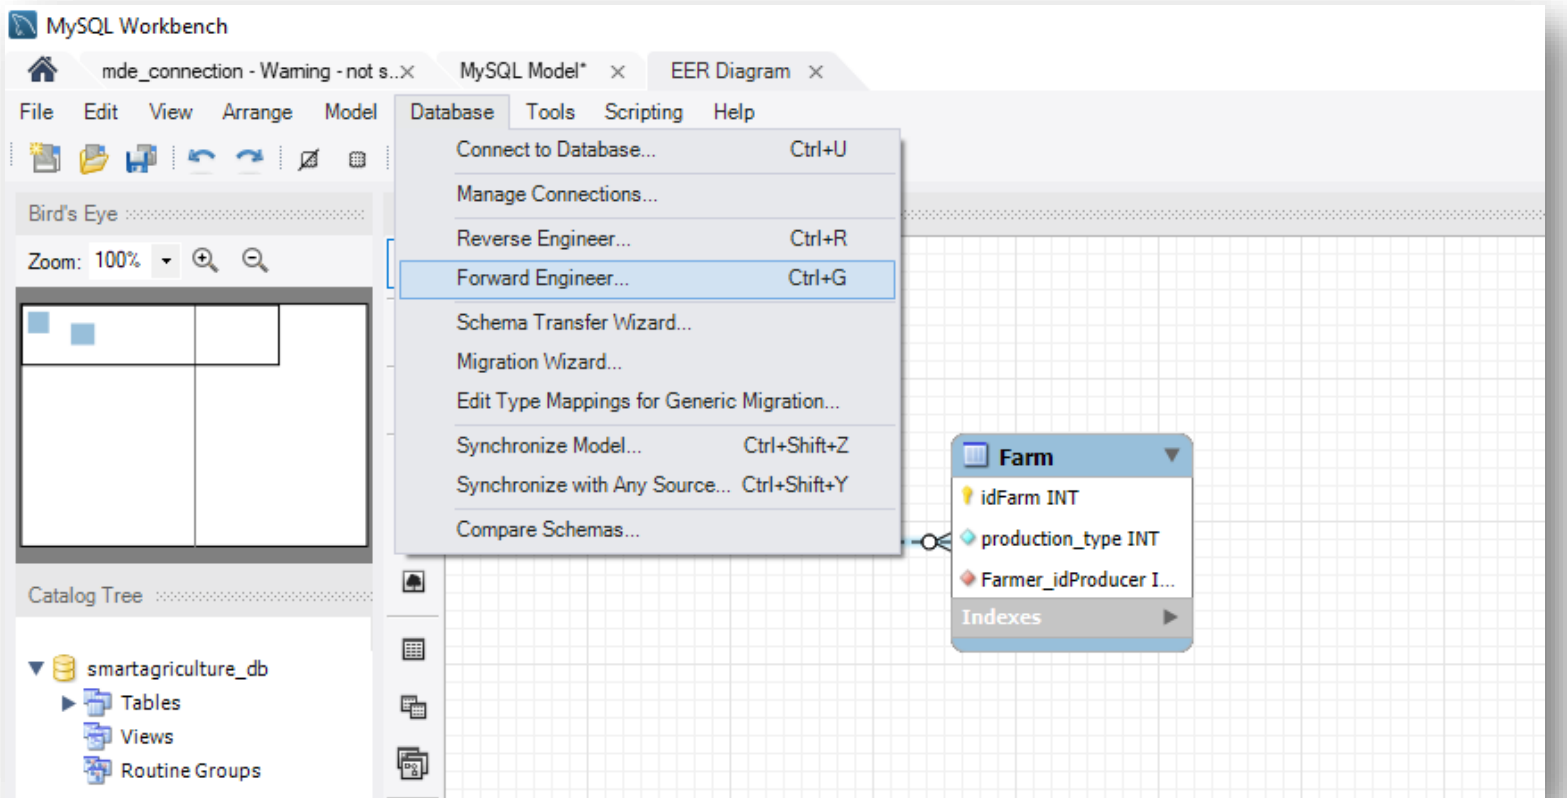 MySQL Workbench
mde_connection - Warning - not s.. MySQL Model* EER Diagram
File Edit View Arrange Model Database Tools Scripting Help
Connect to Database... Ctrl+U
Manage Connections...
Bird's Eye
Reverse Engineer... Ctrl+R
Zoom: 100%
Forward Engineer... Ctrl+G
Schema Transfer Wizard...
Migration Wizard...
Edit Type Mappings for Generic Migration...
Synchronize Model... Ctrl+Shift+Z
Synchronize with Any Source... Ctrl+Shift+Y
Compare Schemas...
Farm
idFarm INT
production_type INT
Farmer_idProducer I...
Indexes
Catalog Tree
smartagriculture_db
Tables
Views
Routine Groups